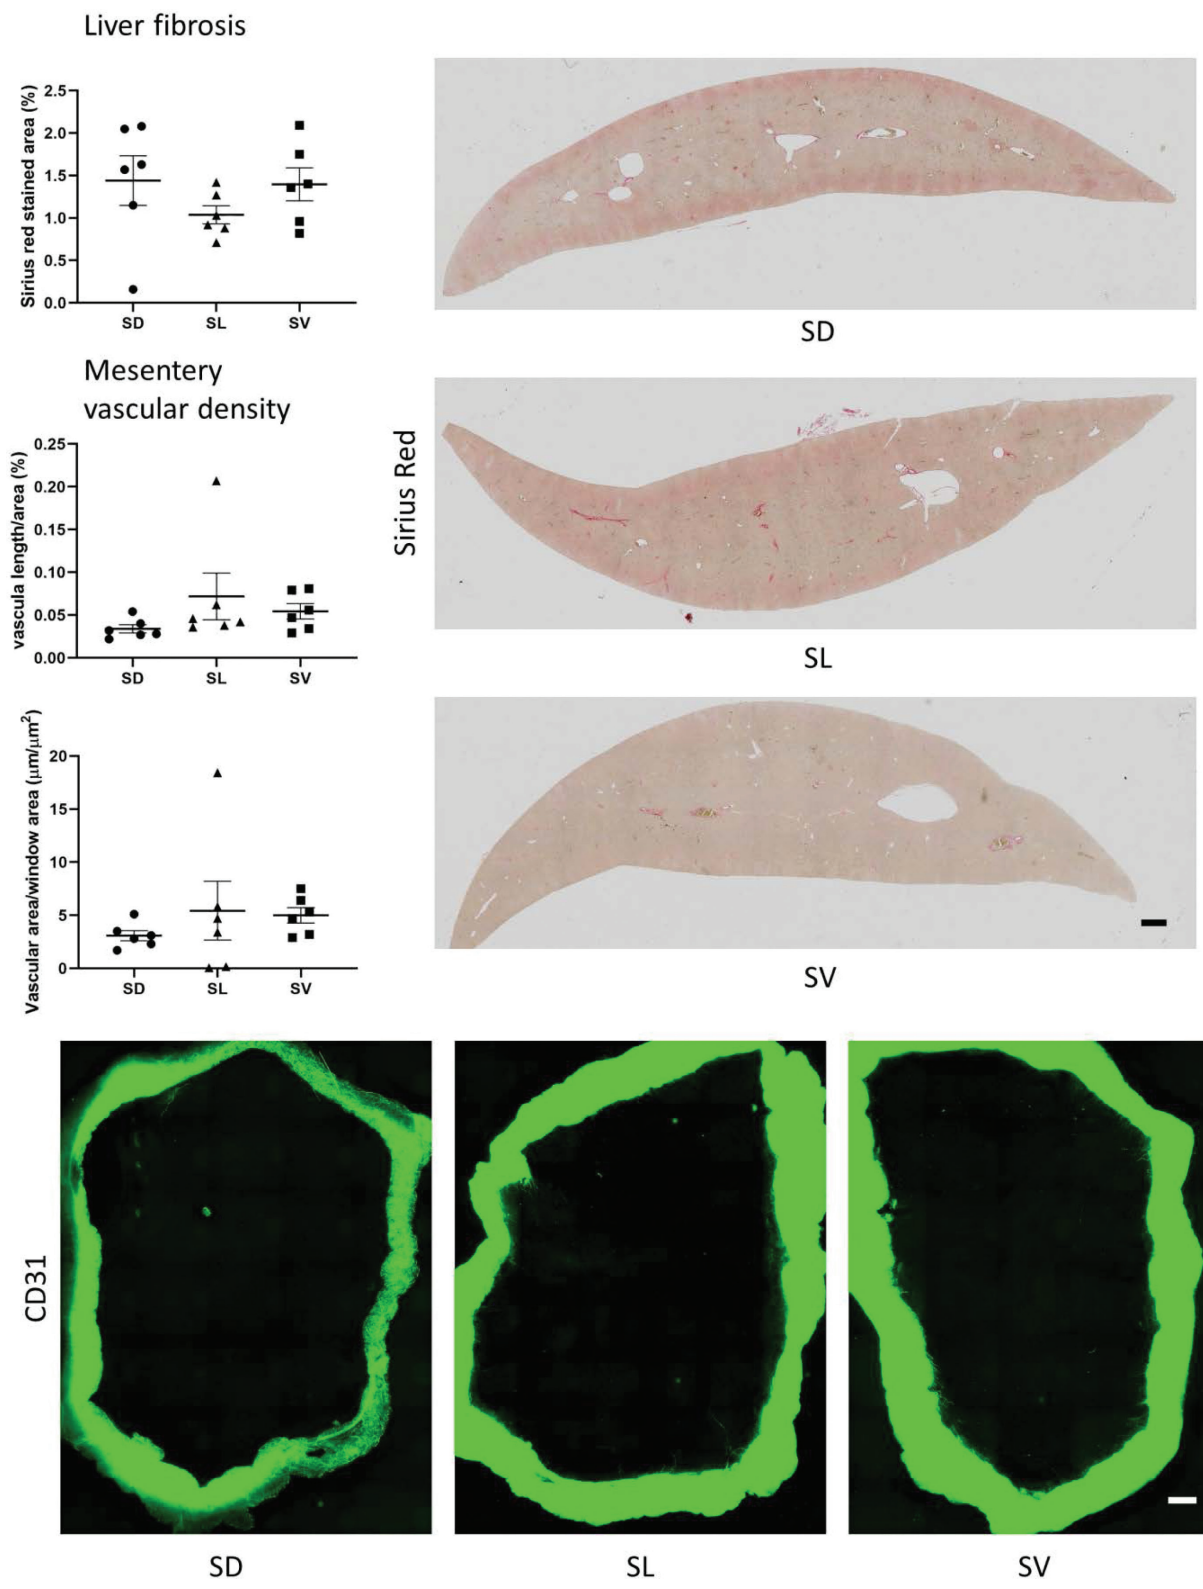 Liver fibrosis
Sirius red stained area (%)
2.5
2.0
1.5
1.0
0.5
0.0
SD SL SV
SD
Mesentery
vascular density
vascula length/area (%)
0.25
0.20
0.15
0.10
0.05
0.00
SD SL SV
Sirius Red
SL
Vascular area/window area (μm/μm²)
20
15
10
5
0
SD SL SV
SV
CD31
SD SL SV